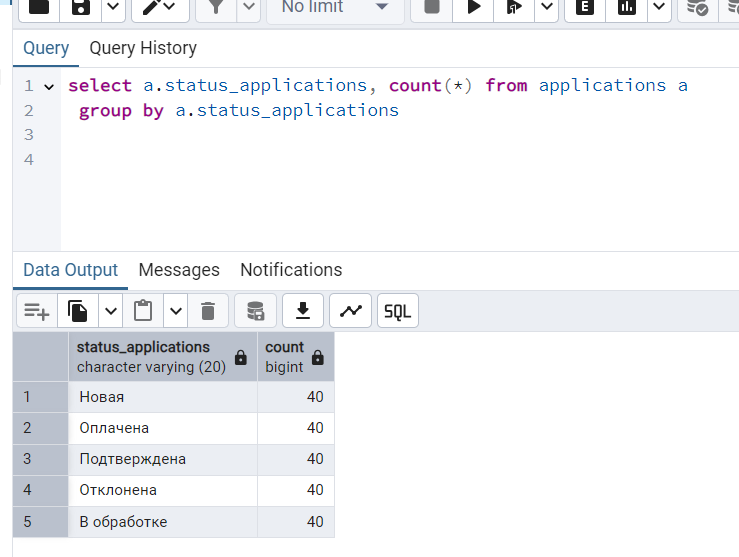 No limit
E
Query Query History
1 select a.status_applications, count(*) from applications a
2 group by a.status_applications
3
4
Data Output Messages Notifications
SQL
status_applications count
character varying (20) bigint
1 Новая 40
2 Оплачена 40
3 Подтверждена 40
4 Отклонена 40
5 В обработке 40